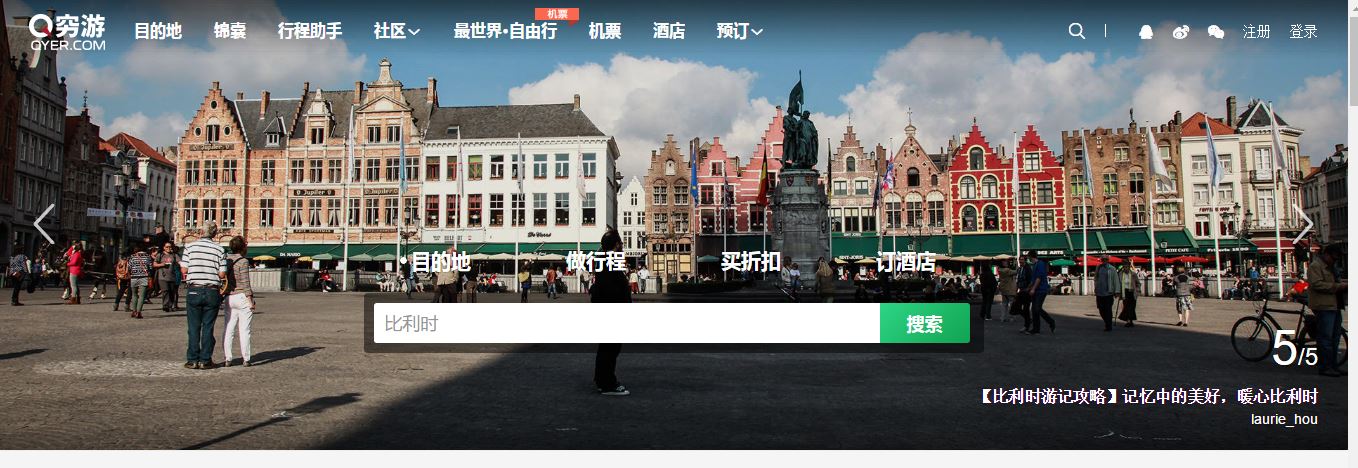 机票
穷游 目的地 锦囊 行程助手 社区 最世界·自由行 机票 酒店 预订 注册 登录
QYER.COM
Jupiler Jupiler
• 目的地 做行程 买折扣 订酒店
比利时 搜索
5/5
【比利时游记攻略】记忆中的美好，暖心比利时
laurie_hou